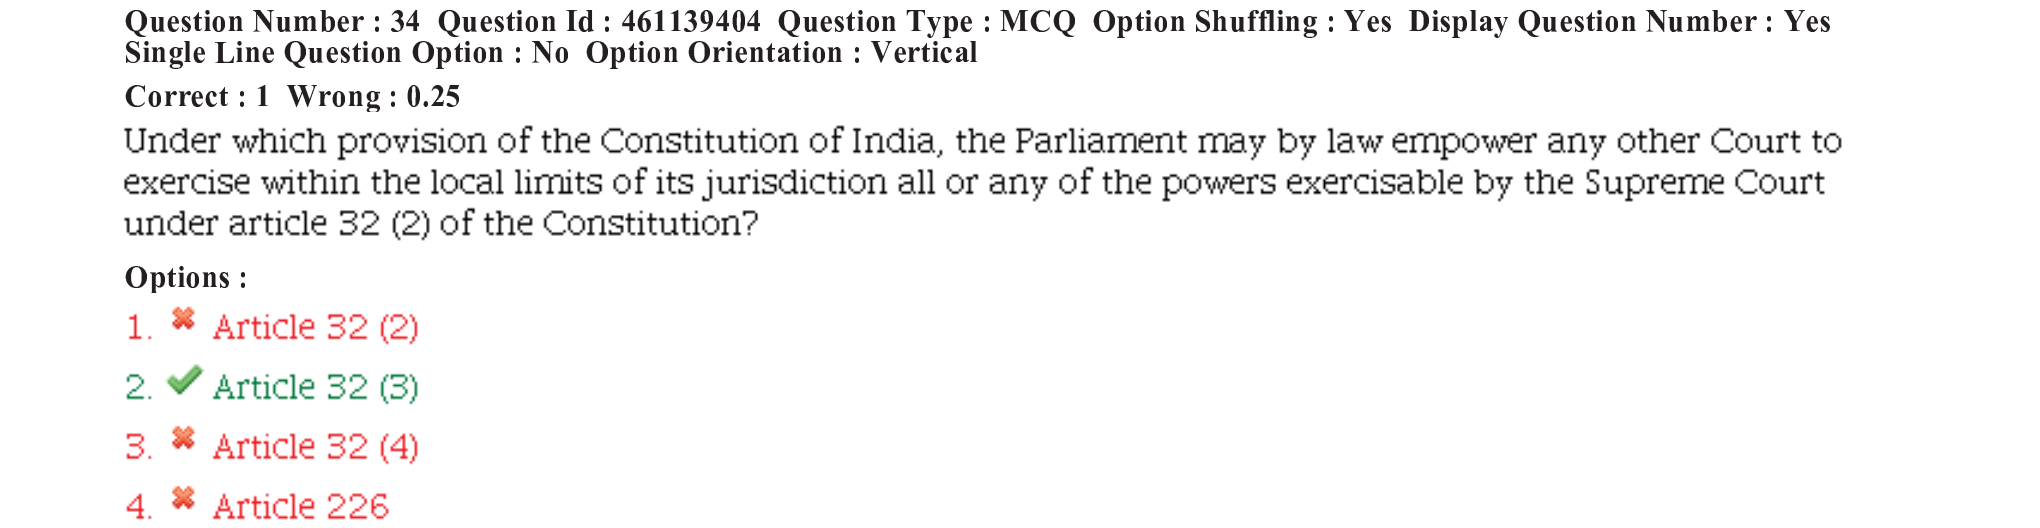 Question Number : 34 Question Id : 461139404 Question Type : MCQ Option Shuffling : Yes Display Question Number : Yes
Single Line Question Option : No Option Orientation : Vertical
Correct : 1 Wrong : 0.25
Under which provision of the Constitution of India, the Parliament may by law empower any other Court to
exercise within the local limits of its jurisdiction all or any of the powers exercisable by the Supreme Court
under article 32 (2) of the Constitution?
Options :
1. ✖ Article 32 (2)
2. ✔ Article 32 (3)
3. ✖ Article 32 (4)
4. ✖ Article 226